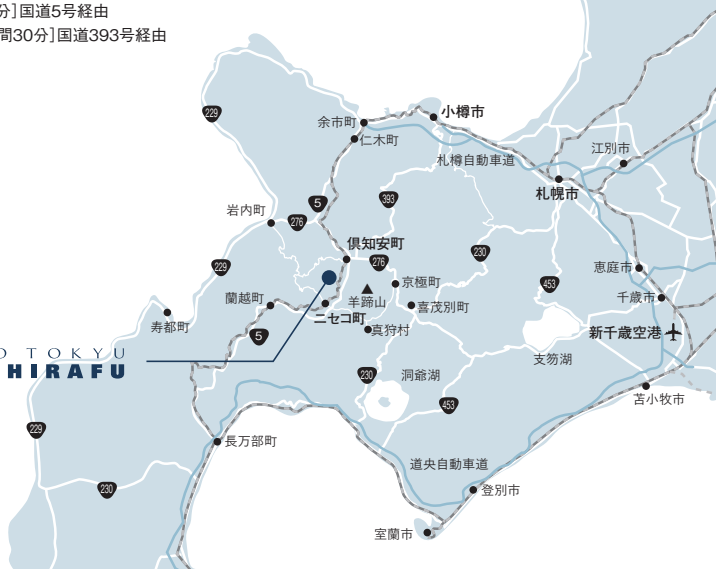 分]国道5号経由
間30分]国道393号経由
229
余市町
小樽市
仁木町
札樽自動車道
江別市
札幌市
393
5
岩内町
276
倶知安町
276
230
恵庭市
229
京極町
453
千歳市
羊蹄山
蘭越町
喜茂別町
ニセコ町
寿都町
真狩村
新千歳空港
5
O TOKYU
HIRAFU
支笏湖
230
洞爺湖
苫小牧市
453
229
長万部町
道央自動車道
230
登別市
室蘭市